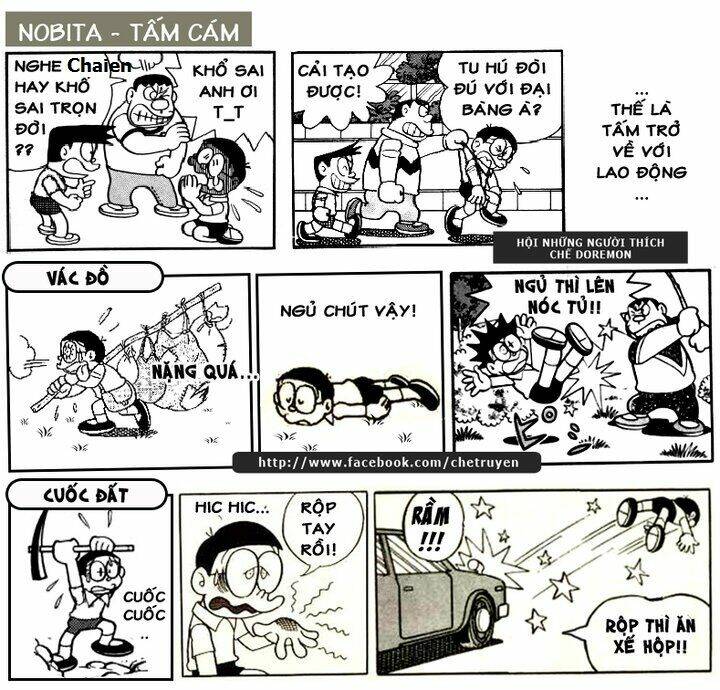 NOBITA - TẤM CÁM
NGHE Chaien
HAY KHỔ
SAI TRỌN
ĐỜI
??
KHỔ SAI
ANH ƠI
T_T
CẢI TẠO
ĐƯỢC!
TU HÚ ĐÒI
ĐÚ VỚI ĐẠI
BÀNG À?
...
THẾ LÀ
TẤM TRỞ
VỀ VỚI
LAO ĐỘNG
...
HỘI NHỮNG NGƯỜI THÍCH
CHẾ DOREMON
VÁC ĐỒ
NẶNG QUÁ...
NGỦ CHÚT VẬY!
NGỦ THÌ LÊN
NÓC TỦ!!
http://www.facebook.com/chetruyen
CUỐC ĐẤT
CUỐC
CUỐC
..
HIC HIC...
RỘP
TAY
RỒI!!
RẦM
!!!
RỘP THÌ ĂN
XẾ HỘP!!